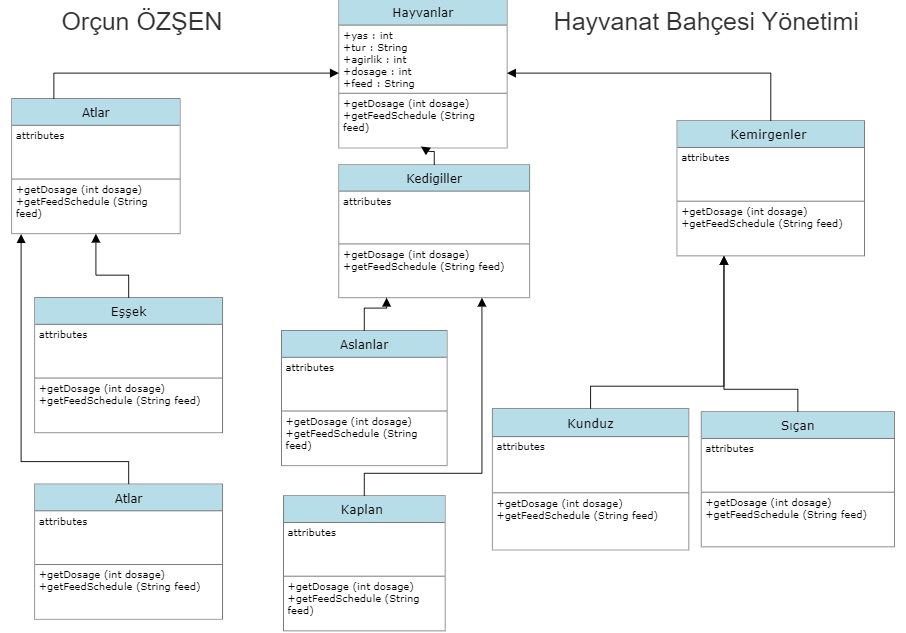 Orçun ÖZŞEN
Hayvanat Bahçesi Yönetimi
Hayvanlar
+yas : int
+tur : String
+agirlik : int
+dosage : int
+feed : String
+getDosage (int dosage)
+getFeedSchedule (String
feed)
Atlar
attributes
+getDosage (int dosage)
+getFeedSchedule (String
feed)
Kedigiller
attributes
+getDosage (int dosage)
+getFeedSchedule (String feed)
Kemirgenler
attributes
+getDosage (int dosage)
+getFeedSchedule (String feed)
Eşşek
attributes
+getDosage (int dosage)
+getFeedSchedule (String feed)
Aslanlar
attributes
+getDosage (int dosage)
+getFeedSchedule (String
feed)
Kunduz
attributes
+getDosage (int dosage)
+getFeedSchedule (String feed)
Sıçan
attributes
+getDosage (int dosage)
+getFeedSchedule (String feed)
Atlar
attributes
+getDosage (int dosage)
+getFeedSchedule (String feed)
Kaplan
attributes
+getDosage (int dosage)
+getFeedSchedule (String
feed)